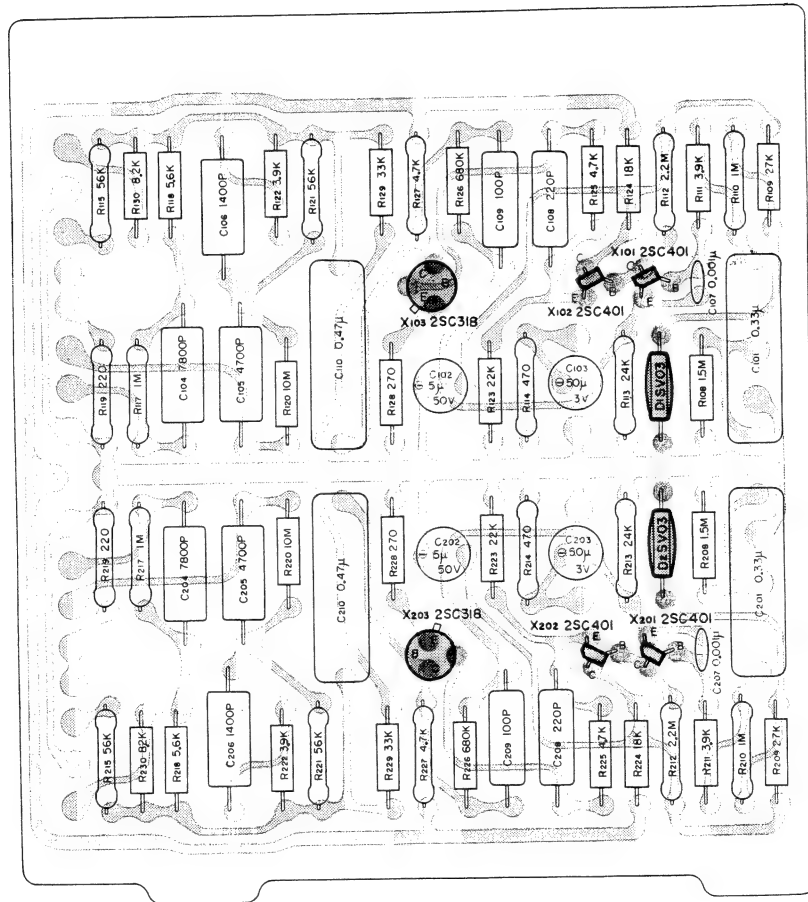 R115 56K
R130 8.2K
R118 5.6K
C106 1400P
R122 3.9K
R121 56K
R129 33K
R127 4.7K
R126 680K
C109 100P
C108 220P
R125 4.7K
R124 18K
R112 2.2M
R111 3.9K
R110 1M
R109 27K
X101 2SC401
C
B
E
X103 2SC318
C
B
E
X102 2SC401
C
B
E
C107 0.001μ
R119 220
R117 1M
C104 7800P
C105 4700P
R120 10M
C110 0.47μ
R128 270
C102
⊖ 5μ
50V
R123 22K
R114 470
C103
⊖ 50μ
3V
R113 24K
D1 SV03
R108 1.5M
C101 0.33μ
R219 220
R217 1M
C204 7800P
C205 4700P
R220 10M
C210 0.47μ
R228 270
C202
⊖ 5μ
50V
R223 22K
R214 470
C203
⊖ 50μ
3V
R213 24K
D2 SV03
R208 1.5M
C201 0.33μ
X203 2SC318
E
B
X202 2SC401
E
B
C
X201 2SC401
E
B
C
C207 0.001μ
R215 56K
R230 82K
R218 5.6K
C206 1400P
R222 3.9K
R221 56K
R229 33K
R227 4.7K
R226 680K
C209 100P
C208 220P
R225 4.7K
R224 18K
R212 2.2M
R211 3.9K
R210 1M
R209 27K